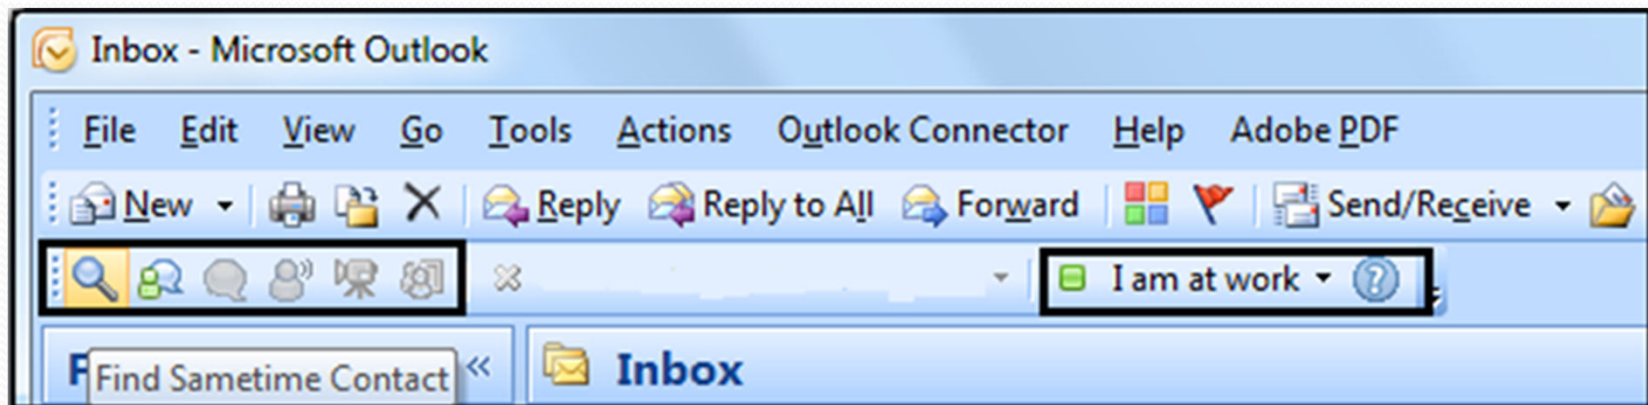 Inbox - Microsoft Outlook
File Edit View Go Tools Actions Outlook Connector Help Adobe PDF
New Reply Reply to All Forward Send/Receive
I am at work ?
F Find Sametime Contact « Inbox